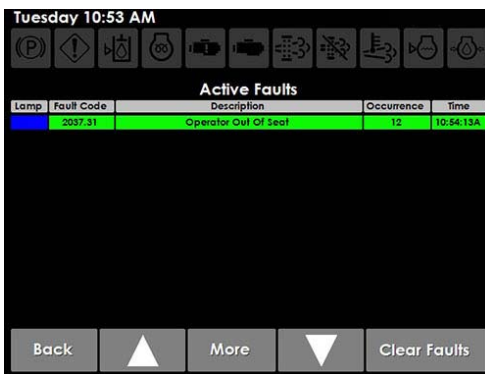 Tuesday 10:53 AM
(P)
Active Faults
Lamp Fault Code Description Occurrence Time
2037.31 Operator Out Of Seat 12 10:54:13A
Back More Clear Faults